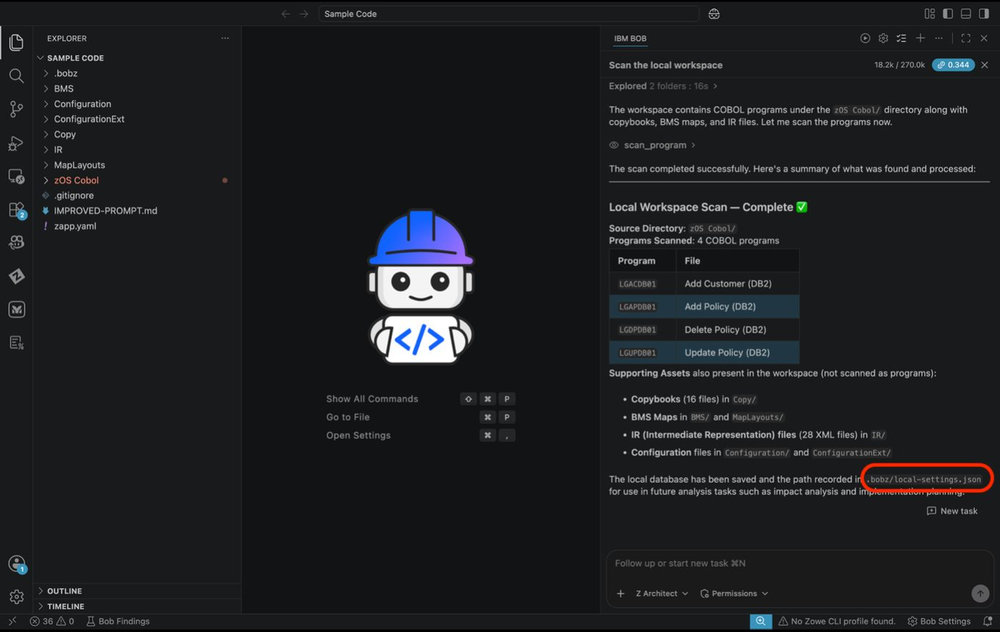 Sample Code
EXPLORER
SAMPLE CODE
.bobz
BMS
Configuration
ConfigurationExt
Copy
IR
MapLayouts
zOS Cobol
.gitignore
IMPROVED-PROMPT.md
! zapp.yaml
2
1
OUTLINE
TIMELINE
</>
Show All Commands ⇧ ⌘ P
Go to File ⌘ P
Open Settings ⌘ ,
IBM BOB
Scan the local workspace 18.2k / 270.0k 0.344
Explored 2 folders : 16s >
The workspace contains COBOL programs under the zOS Cobol/ directory along with
copybooks, BMS maps, and IR files. Let me scan the programs now.
scan_program >
The scan completed successfully. Here's a summary of what was found and processed:
Local Workspace Scan — Complete ✅
Source Directory: zOS Cobol/
Programs Scanned: 4 COBOL programs
Program File
LGACDB01 Add Customer (DB2)
LGAPDB01 Add Policy (DB2)
LGDPDB01 Delete Policy (DB2)
LGUPDB01 Update Policy (DB2)
Supporting Assets also present in the workspace (not scanned as programs):
• Copybooks (16 files) in Copy/
• BMS Maps in BMS/ and MapLayouts/
• IR (Intermediate Representation) files (28 XML files) in IR/
• Configuration files in Configuration/ and ConfigurationExt/
The local database has been saved and the path recorded in .bobz/local-settings.json
for use in future analysis tasks such as impact analysis and implementation planning.
New task
Follow up or start new task ⌘N
Z Architect Permissions
36 0 Bob Findings
No Zowe CLI profile found. Bob Settings